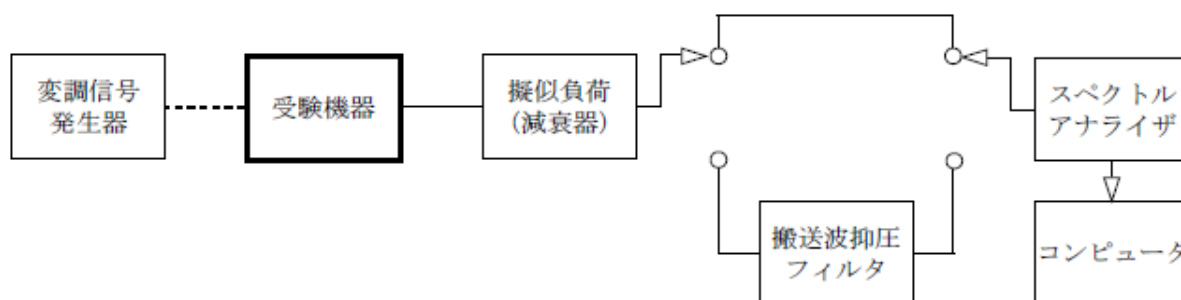 変調信号
発生器
受験機器
擬似負荷
(減衰器)
スペクトル
アナライザ
搬送波抑圧
フィルタ
コンピュータ